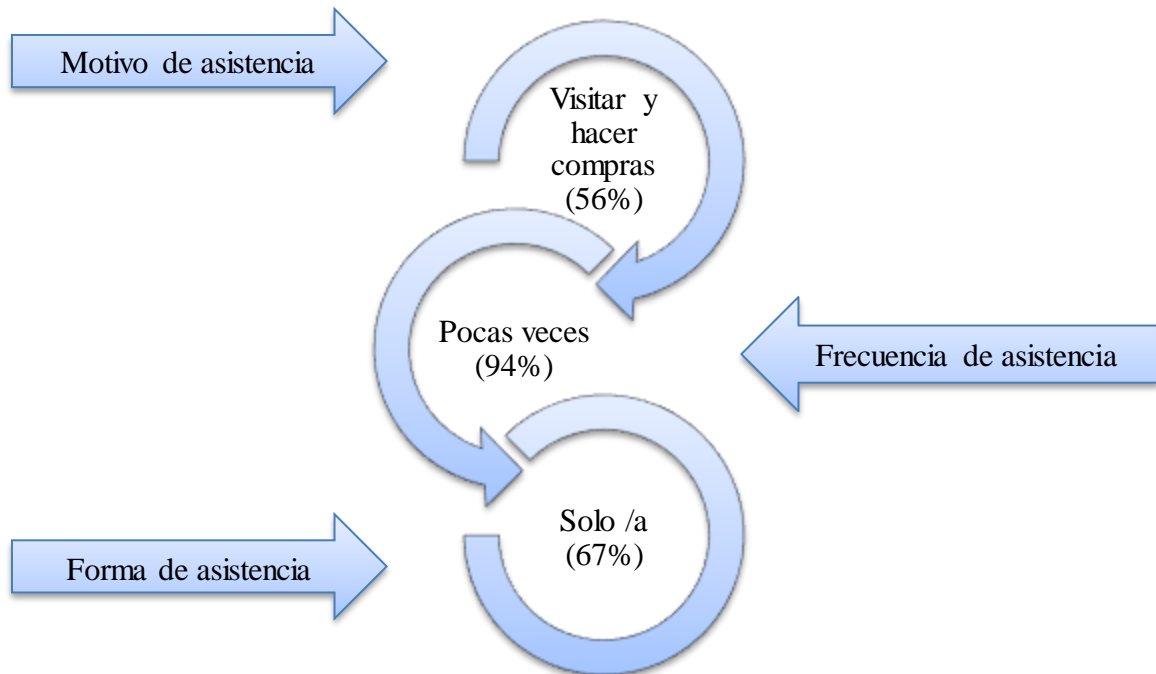 Motivo de asistencia
Visitar y
hacer
compras
(56%)
Pocas veces
(94%)
Frecuencia de asistencia
Solo /a
(67%)
Forma de asistencia